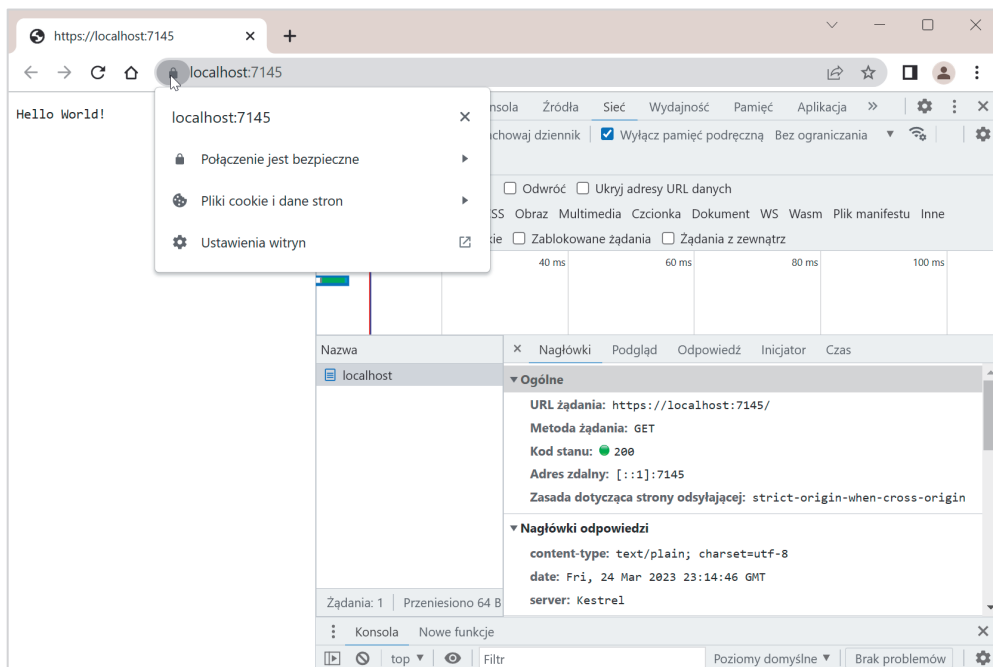 https://localhost:7145
localhost:7145
Hello World!
localhost:7145
Połączenie jest bezpieczne
Pliki cookie i dane stron
Ustawienia witryn
Źródła Sieć Wydajność Pamięć Aplikacja »
dziennik Wyłącz pamięć podręczną Bez ograniczania
Odwróć Ukryj adresy URL danych
Obraz Multimedia Czcionka Dokument WS Wasm Plik manifestu Inne
Zablokowane żądania Żądania z zewnątrz
40 ms 60 ms 80 ms 100 ms
Nazwa
localhost
Nagłówki Podgląd Odpowiedź Inicjator Czas
Ogólne
URL żądania: https://localhost:7145/
Metoda żądania: GET
Kod stanu: 200
Adres zdalny: [::1]:7145
Zasada dotycząca strony odsyłającej: strict-origin-when-cross-origin
Nagłówki odpowiedzi
content-type: text/plain; charset=utf-8
date: Fri, 24 Mar 2023 23:14:46 GMT
server: Kestrel
Żądania: 1 Przeniesiono 64 B
Konsola Nowe funkcje
top Filtr Poziomy domyślne Brak problemów